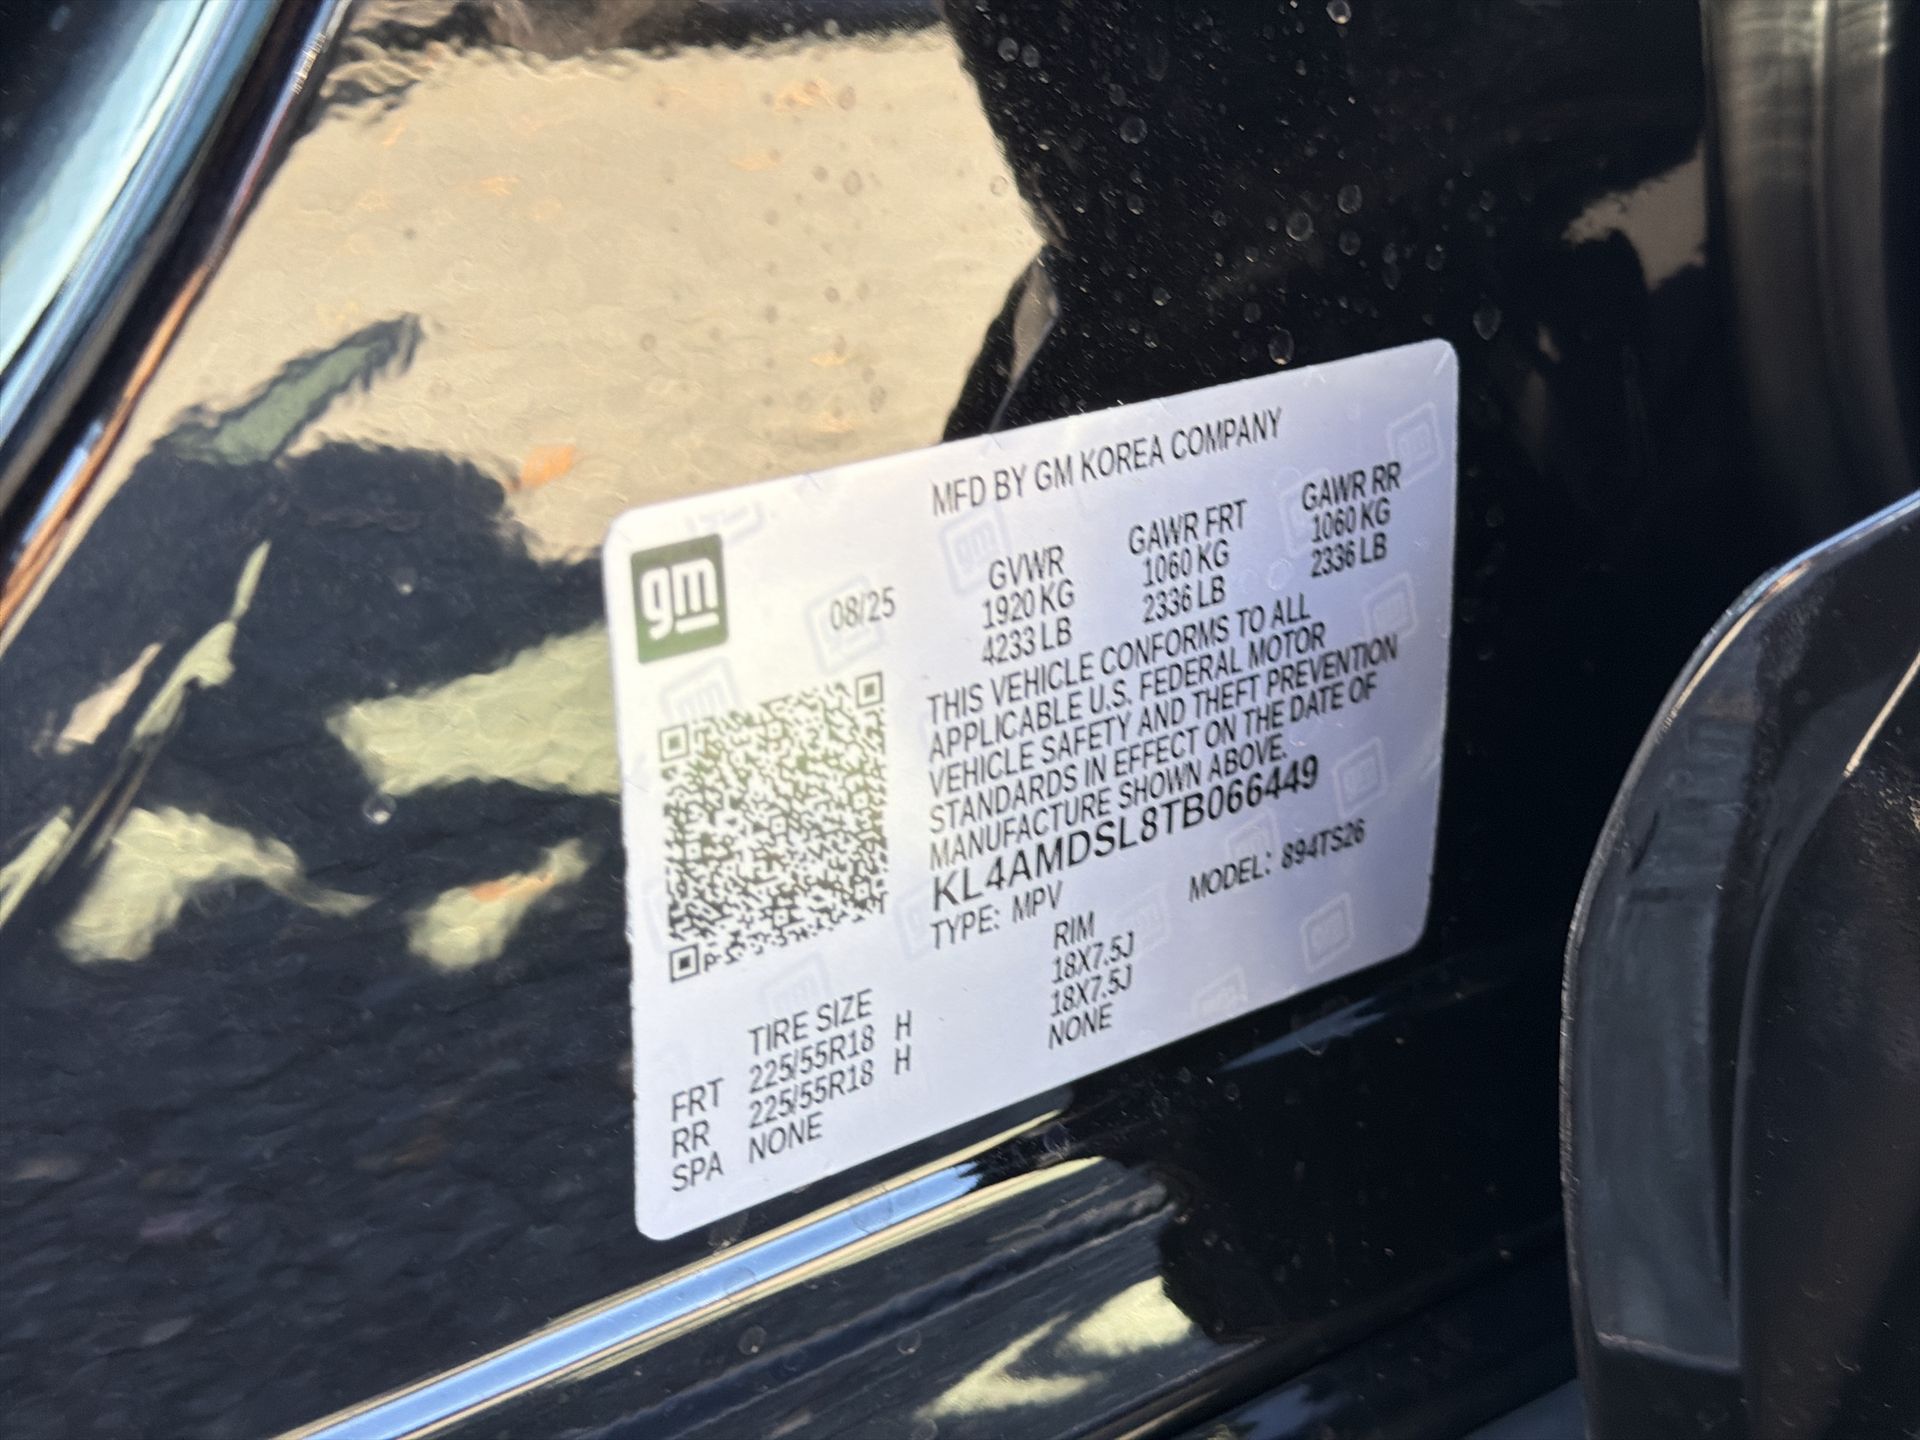 MFD BY GM KOREA COMPANY
gm
08/25
GVWR GAWR FRT GAWR RR
1920 KG 1060 KG 1060 KG
4233 LB 2336 LB 2336 LB
THIS VEHICLE CONFORMS TO ALL
APPLICABLE U.S. FEDERAL MOTOR
VEHICLE SAFETY AND THEFT PREVENTION
STANDARDS IN EFFECT ON THE DATE OF
MANUFACTURE SHOWN ABOVE.
KL4AMDSL8TB066449
TYPE: MPV MODEL: 894TS26
TIRE SIZE RIM
FRT 225/55R18 H 18X7.5J
RR 225/55R18 H 18X7.5J
SPA NONE NONE